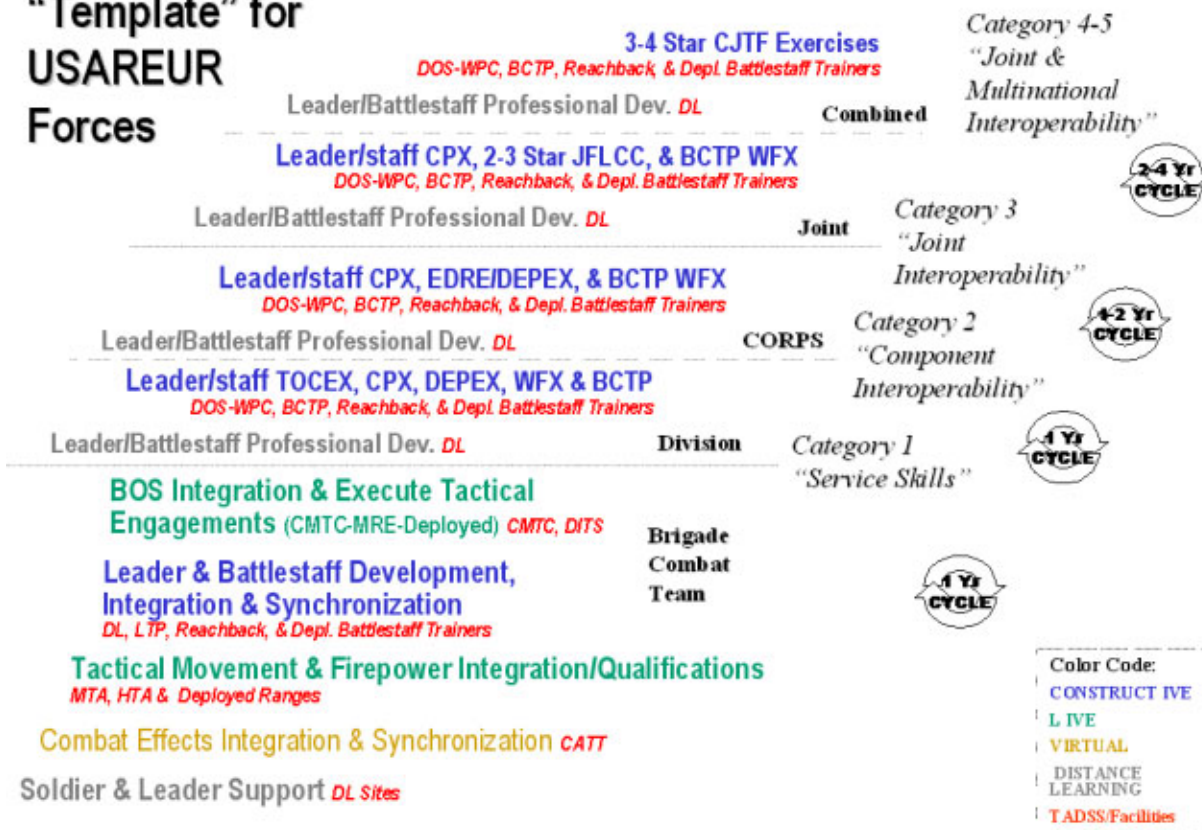 “Template” for
USAREUR
Forces
3-4 Star CJTF Exercises
DOS-WPC, BCTP, Reachback, & Depl. Battlestaff Trainers
Leader/Battlestaff Professional Dev. DL
Combined
Category 4-5
“Joint &
Multinational
Interoperability”
Leader/staff CPX, 2-3 Star JFLCC, & BCTP WFX
DOS-WPC, BCTP, Reachback, & Depl. Battlestaff Trainers
2-4 Yr
CYCLE
Leader/Battlestaff Professional Dev. DL
Joint
Category 3
“Joint
Interoperability”
Leader/staff CPX, EDRE/DEPEX, & BCTP WFX
DOS-WPC, BCTP, Reachback, & Depl. Battlestaff Trainers
1-2 Yr
CYCLE
Leader/Battlestaff Professional Dev. DL
CORPS
Category 2
“Component
Interoperability”
Leader/staff TOCEX, CPX, DEPEX, WFX & BCTP
DOS-WPC, BCTP, Reachback, & Depl. Battlestaff Trainers
Leader/Battlestaff Professional Dev. DL
Division
Category 1
“Service Skills”
1 Yr
CYCLE
BOS Integration & Execute Tactical
Engagements (CMTC-MRE-Deployed) CMTC, DITS
Brigade
Combat
Team
Leader & Battlestaff Development,
Integration & Synchronization
DL, LTP, Reachback, & Depl. Battlestaff Trainers
1 Yr
CYCLE
Tactical Movement & Firepower Integration/Qualifications
MTA, HTA & Deployed Ranges
Combat Effects Integration & Synchronization CATT
Soldier & Leader Support DL Sites
Color Code:
CONSTRUCT IVE
L IVE
VIRTUAL
DISTANCE
LEARNING
TADSS/Facilities